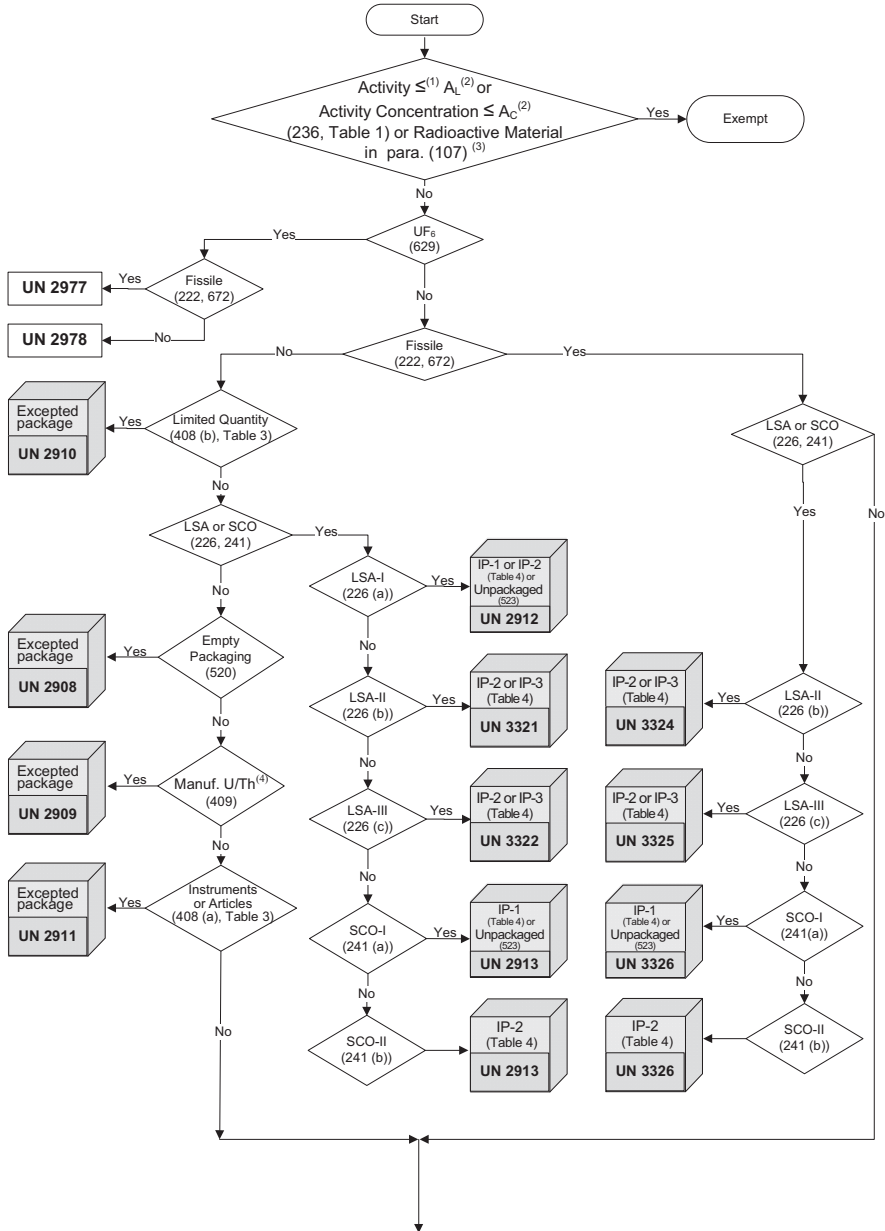 Start
Activity ≤(1) AL(2) or
Activity Concentration ≤ AC(2)
(236, Table 1) or Radioactive Material
in para. (107) (3)
Yes
Exempt
No
UF6
(629)
Yes
No
Fissile
(222, 672)
Yes
UN 2977
No
UN 2978
Fissile
(222, 672)
No
Yes
Limited Quantity
(408 (b), Table 3)
Yes
Excepted
package
UN 2910
No
LSA or SCO
(226, 241)
Yes
No
Empty
Packaging
(520)
Yes
Excepted
package
UN 2908
No
Manuf. U/Th(4)
(409)
Yes
Excepted
package
UN 2909
No
Instruments
or Articles
(408 (a), Table 3)
Yes
Excepted
package
UN 2911
No
LSA-I
(226 (a))
Yes
IP-1 or IP-2
(Table 4) or
Unpackaged
(523)
UN 2912
No
LSA-II
(226 (b))
Yes
IP-2 or IP-3
(Table 4)
UN 3321
No
LSA-III
(226 (c))
Yes
IP-2 or IP-3
(Table 4)
UN 3322
No
SCO-I
(241 (a))
Yes
IP-1
(Table 4) or
Unpackaged
(523)
UN 2913
No
SCO-II
(241 (b))
IP-2
(Table 4)
UN 2913
LSA or SCO
(226, 241)
Yes
No
LSA-II
(226 (b))
Yes
IP-2 or IP-3
(Table 4)
UN 3324
No
LSA-III
(226 (c))
Yes
IP-2 or IP-3
(Table 4)
UN 3325
No
SCO-I
(241(a))
Yes
IP-1
(Table 4) or
Unpackaged
(523)
UN 3326
No
SCO-II
(241 (b))
IP-2
(Table 4)
UN 3326